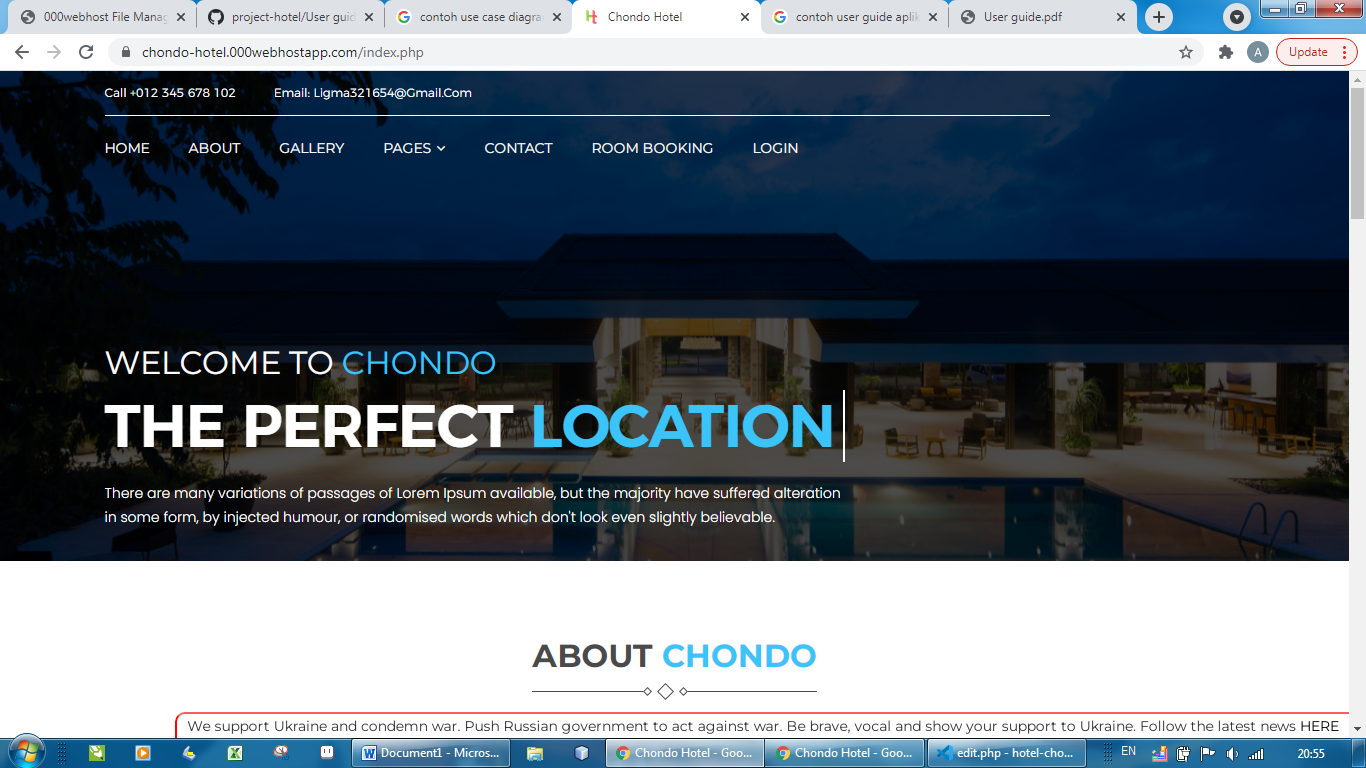 000webhost File Manag
project-hotel/User guid
contoh use case diagra
Chondo Hotel
contoh user guide aplik
User guide.pdf
chondo-hotel.000webhostapp.com/index.php
A
Update
Call +012 345 678 102
Email: Ligma321654@Gmail.Com
HOME
ABOUT
GALLERY
PAGES
CONTACT
ROOM BOOKING
LOGIN
WELCOME TO CHONDO
THE PERFECT LOCATION
There are many variations of passages of Lorem Ipsum available, but the majority have suffered alteration
in some form, by injected humour, or randomised words which don't look even slightly believable.
ABOUT CHONDO
We support Ukraine and condemn war. Push Russian government to act against war. Be brave, vocal and show your support to Ukraine. Follow the latest news HERE
Document1 - Micros...
Chondo Hotel - Goo...
Chondo Hotel - Goo...
edit.php - hotel-cho...
EN
20:55